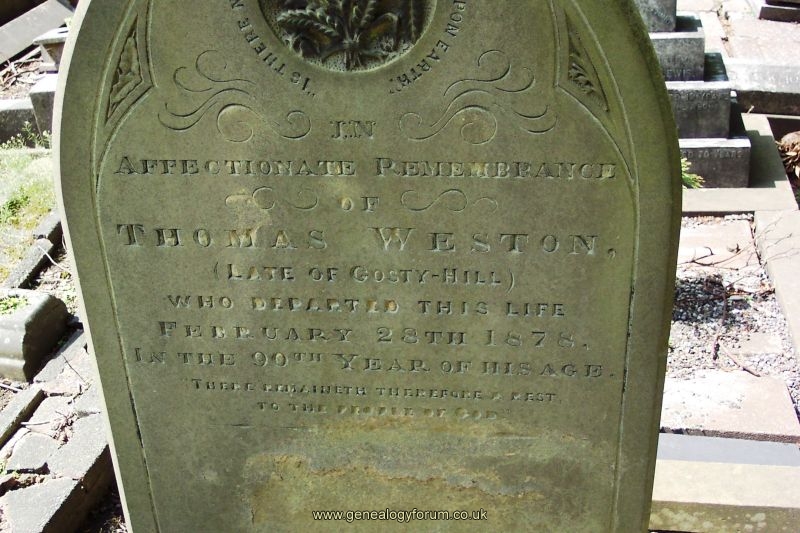 "IS THERE
UPON EARTH"
IN
AFFECTIONATE REMEMBRANCE
OF
THOMAS WESTON,
(LATE OF GOSTY-HILL)
WHO DEPARTED THIS LIFE
FEBRUARY 28TH 1878,
IN THE 90TH YEAR OF HIS AGE.
"THERE REMAINETH THEREFORE A REST,
TO THE PEOPLE OF GOD"
www.genealogyforum.co.uk